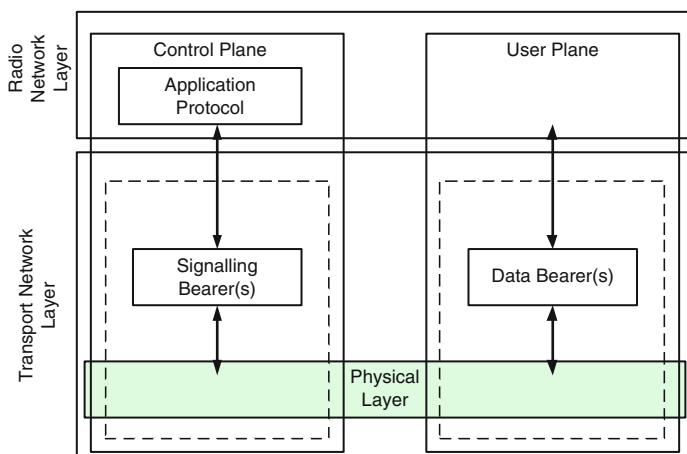 Radio
Network
Layer
Control Plane
User Plane
Application
Protocol
Transport Network
Layer
Signalling
Bearer(s)
Data Bearer(s)
Physical
Layer